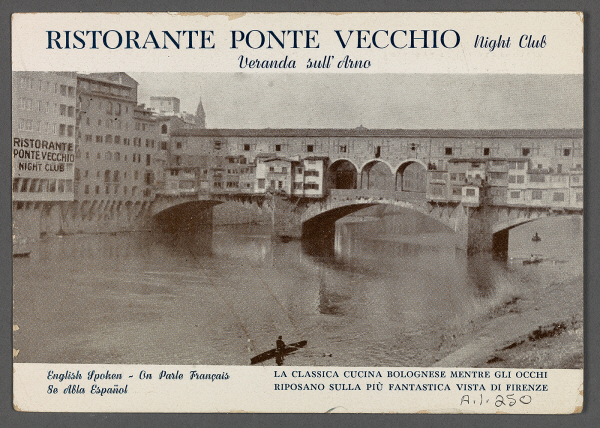 RISTORANTE PONTE VECCHIO Night Club
Veranda sull' Arno
RISTORANTE
PONTE VECCHIO
NIGHT CLUB
English Spoken - On Parle Français
Se Abla Español
LA CLASSICA CUCINA BOLOGNESE MENTRE GLI OCCHI
RIPOSANO SULLA PIÙ FANTASTICA VISTA DI FIRENZE
A.1.250